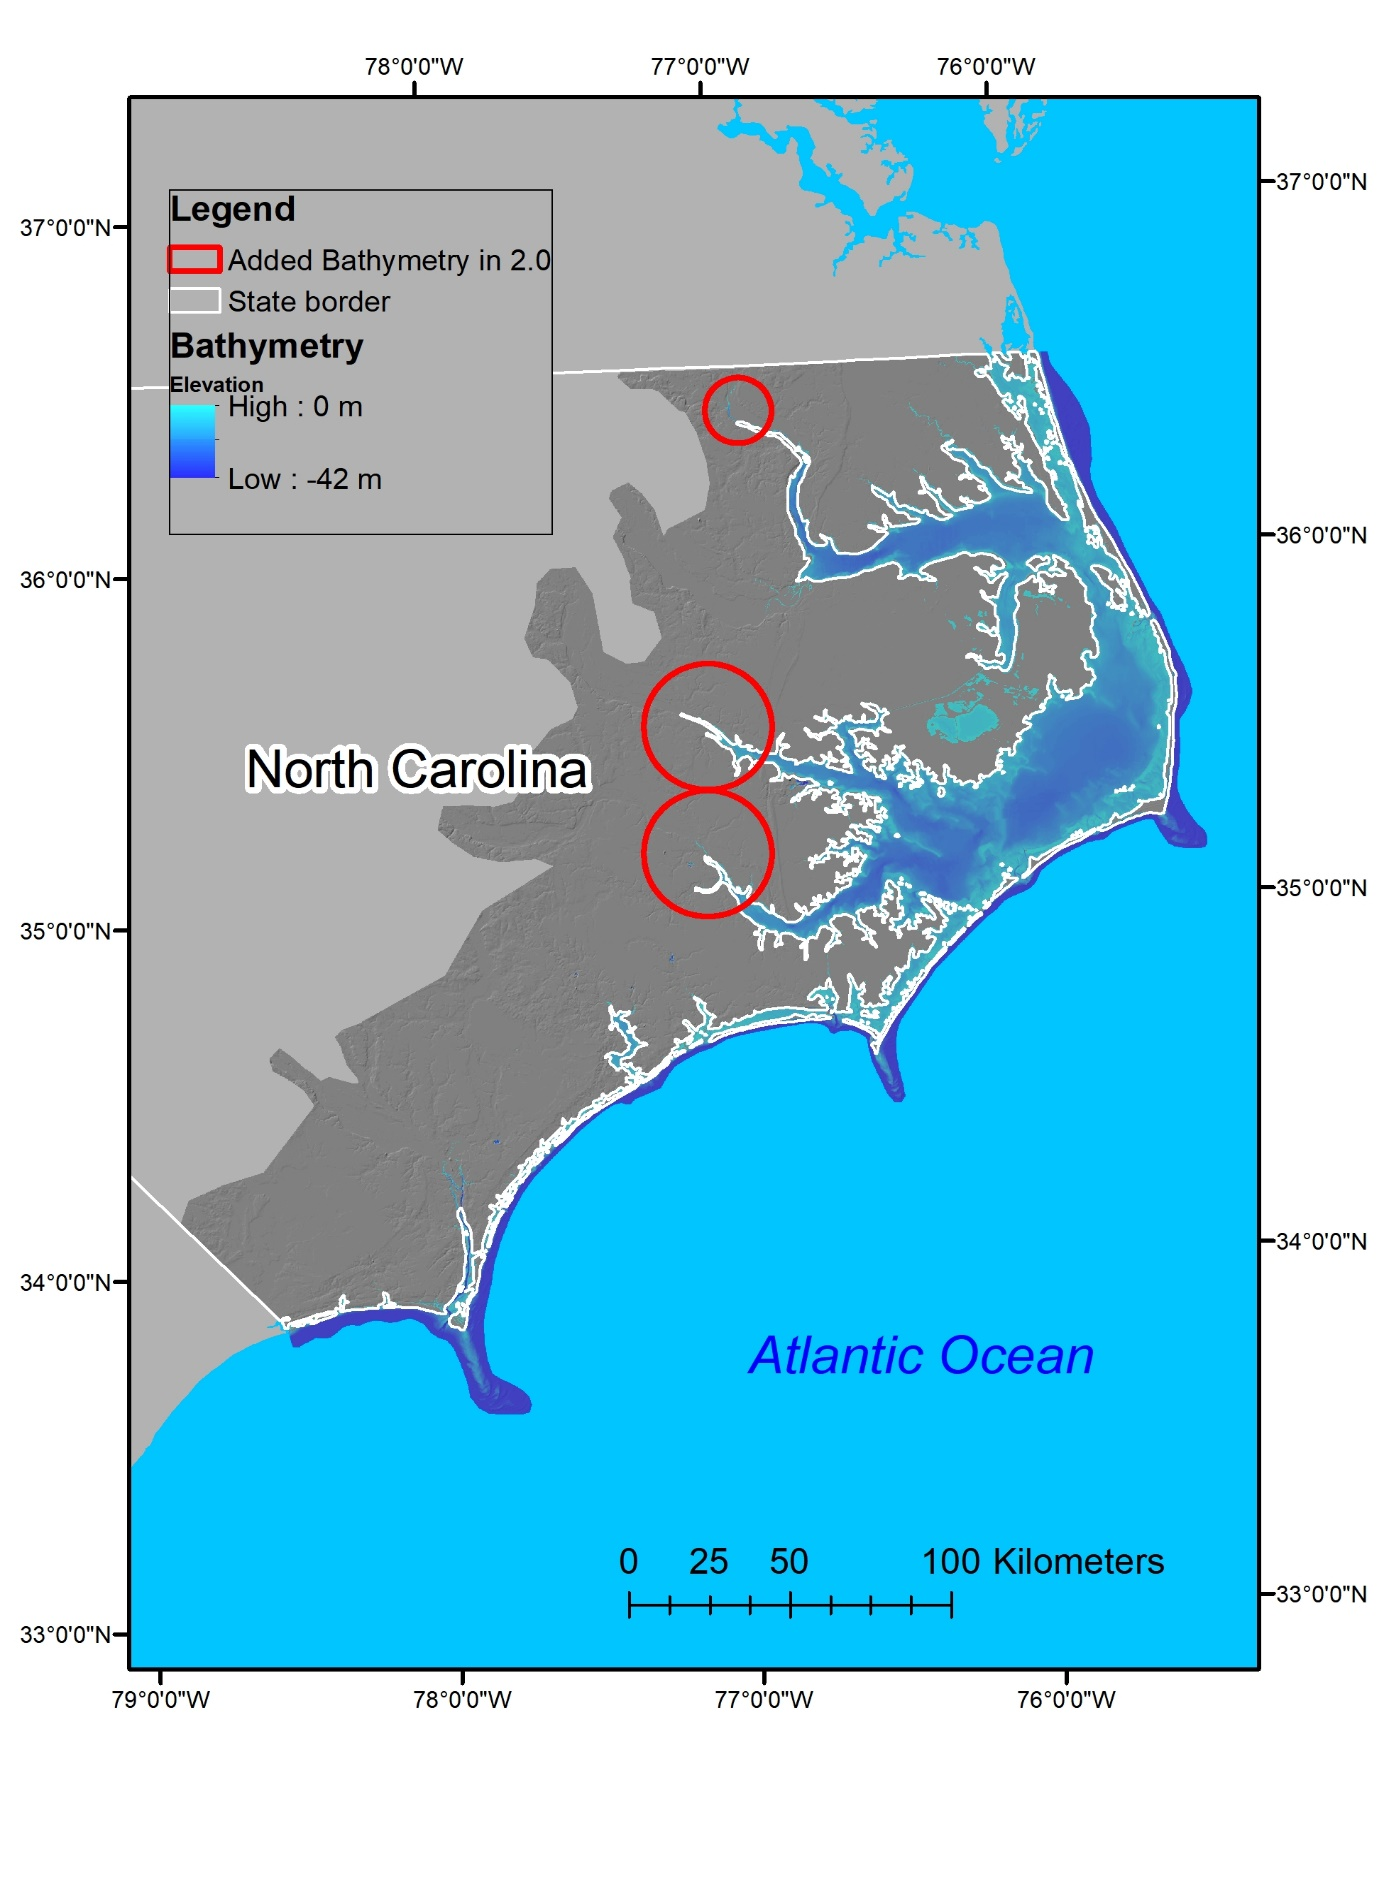 78°0'0"W 77°0'0"W 76°0'0"W
37°0'0"N
Legend
37°0'0"N
Added Bathymetry in 2.0
State border
Bathymetry
Elevation
High : 0 m
Low : -42 m
36°0'0"N
36°0'0"N
North Carolina
35°0'0"N
35°0'0"N
34°0'0"N
34°0'0"N
Atlantic Ocean
0 25 50 100 Kilometers
33°0'0"N
33°0'0"N
79°0'0"W 78°0'0"W 77°0'0"W 76°0'0"W